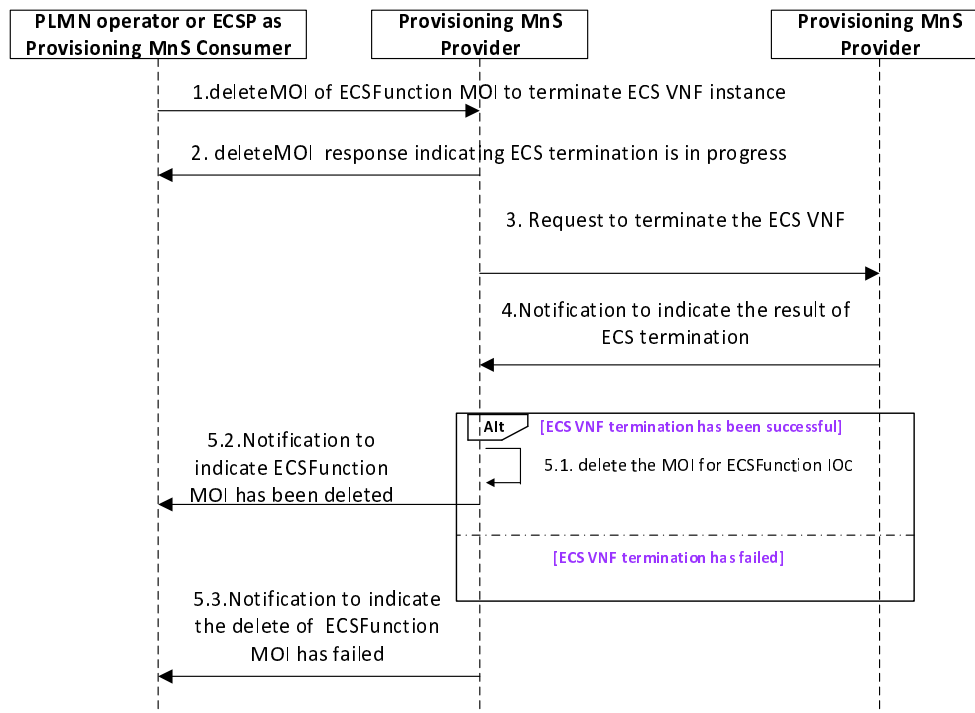 PLMN operator or ECSP as
Provisioning MnS Consumer
Provisioning MnS
Provider
Provisioning MnS
Provider
1.deleteMOI of ECSFunction MOI to terminate ECS VNF instance
2. deleteMOI response indicating ECS termination is in progress
3. Request to terminate the ECS VNF
4.Notification to indicate the result of
ECS termination
Alt
[ECS VNF termination has been successful]
5.1. delete the MOI for ECSFunction IOC
5.2.Notification to
indicate ECSFunction
MOI has been deleted
[ECS VNF termination has failed]
5.3.Notification to indicate
the delete of ECSFunction
MOI has failed